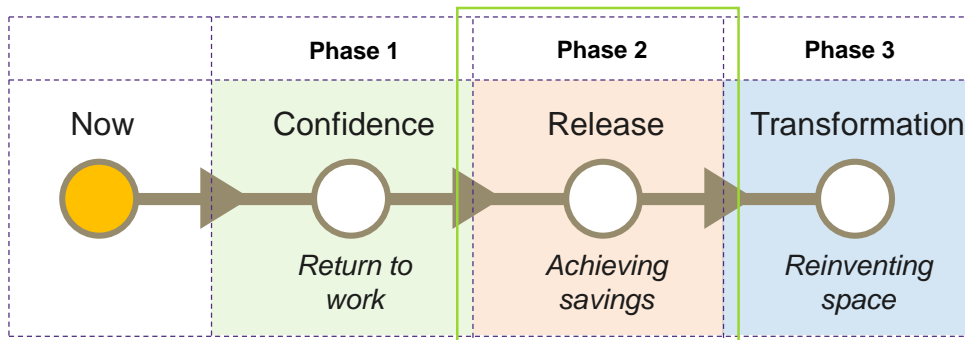 Phase 1
Phase 2
Phase 3
Now
Confidence
Release
Transformation
Return to
work
Achieving
savings
Reinventing
space